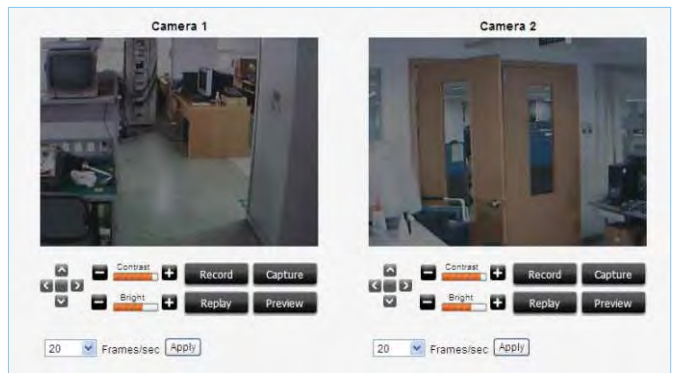 Camera 1
Camera 2
Contrast
Record
Capture
Bright
Replay
Preview
20
Frames/sec
Apply
Contrast
Record
Capture
Bright
Replay
Preview
20
Frames/sec
Apply